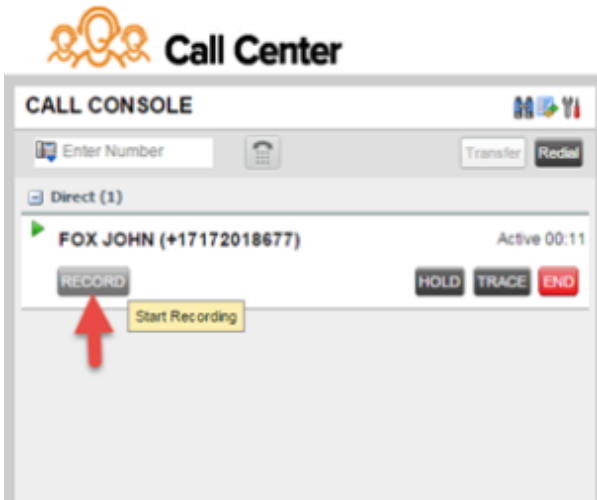 Call Center
CALL CONSOLE
Enter Number Transfer Redial
Direct (1)
FOX JOHN (+17172018677) Active 00:11
RECORD HOLD TRACE END
Start Recording